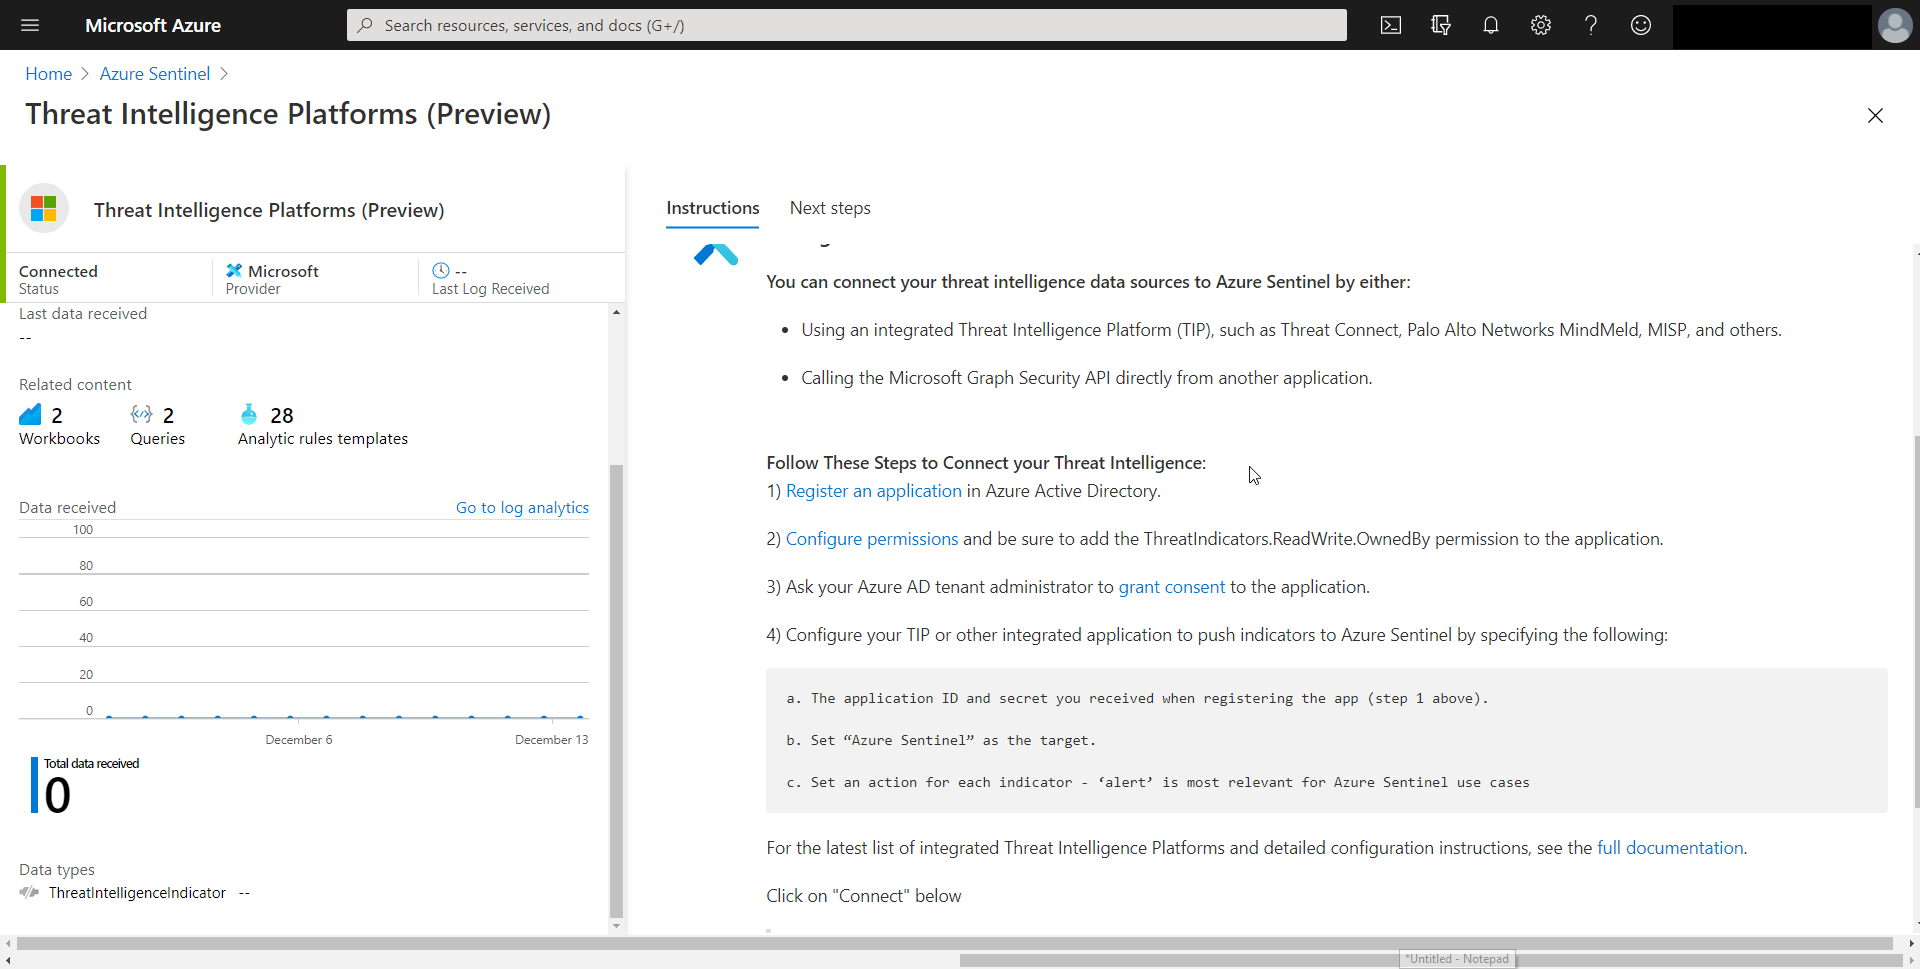 Microsoft Azure
Search resources, services, and docs (G+/)
Home > Azure Sentinel >
Threat Intelligence Platforms (Preview)
Threat Intelligence Platforms (Preview)
Connected
Status
Microsoft
Provider
--
Last Log Received
Last data received
--
Related content
2
Workbooks
2
Queries
28
Analytic rules templates
Data received
Go to log analytics
100
80
60
40
20
0
December 6
December 13
Total data received
0
Data types
ThreatIntelligenceIndicator --
Instructions
Next steps
You can connect your threat intelligence data sources to Azure Sentinel by either:
• Using an integrated Threat Intelligence Platform (TIP), such as Threat Connect, Palo Alto Networks MindMeld, MISP, and others.
• Calling the Microsoft Graph Security API directly from another application.
Follow These Steps to Connect your Threat Intelligence:
1) Register an application in Azure Active Directory.
2) Configure permissions and be sure to add the ThreatIndicators.ReadWrite.OwnedBy permission to the application.
3) Ask your Azure AD tenant administrator to grant consent to the application.
4) Configure your TIP or other integrated application to push indicators to Azure Sentinel by specifying the following:
a. The application ID and secret you received when registering the app (step 1 above).
b. Set “Azure Sentinel” as the target.
c. Set an action for each indicator - ‘alert’ is most relevant for Azure Sentinel use cases
For the latest list of integrated Threat Intelligence Platforms and detailed configuration instructions, see the full documentation.
Click on "Connect" below
*Untitled - Notepad